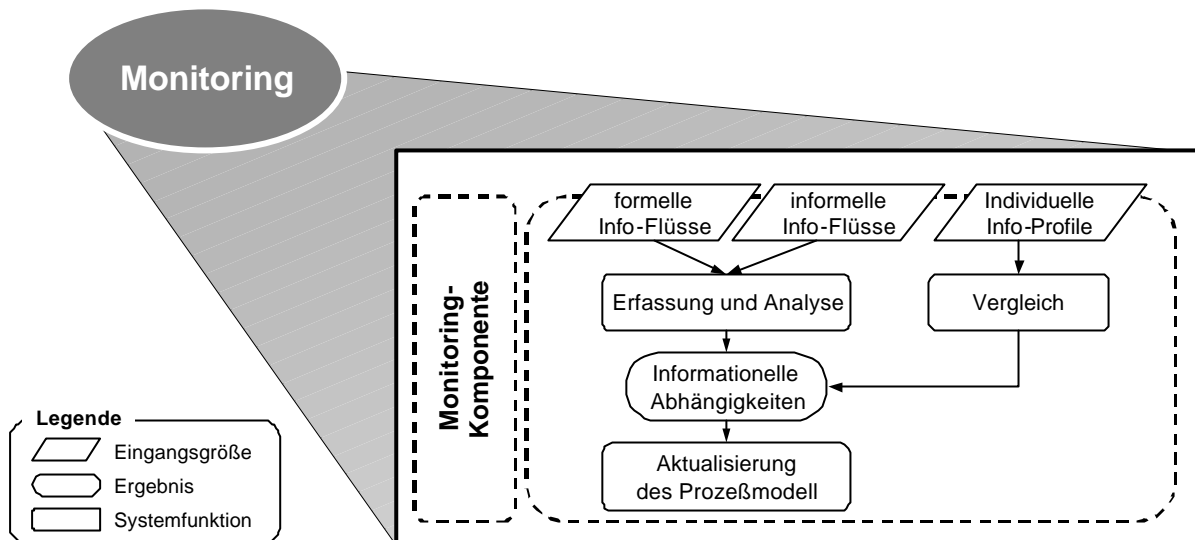 Monitoring
Monitoring-
Komponente
formelle
Info-Flüsse
informelle
Info-Flüsse
Individuelle
Info-Profile
Erfassung und Analyse
Vergleich
Informationelle
Abhängigkeiten
Aktualisierung
des Prozeßmodell
Legende
Eingangsgröße
Ergebnis
Systemfunktion